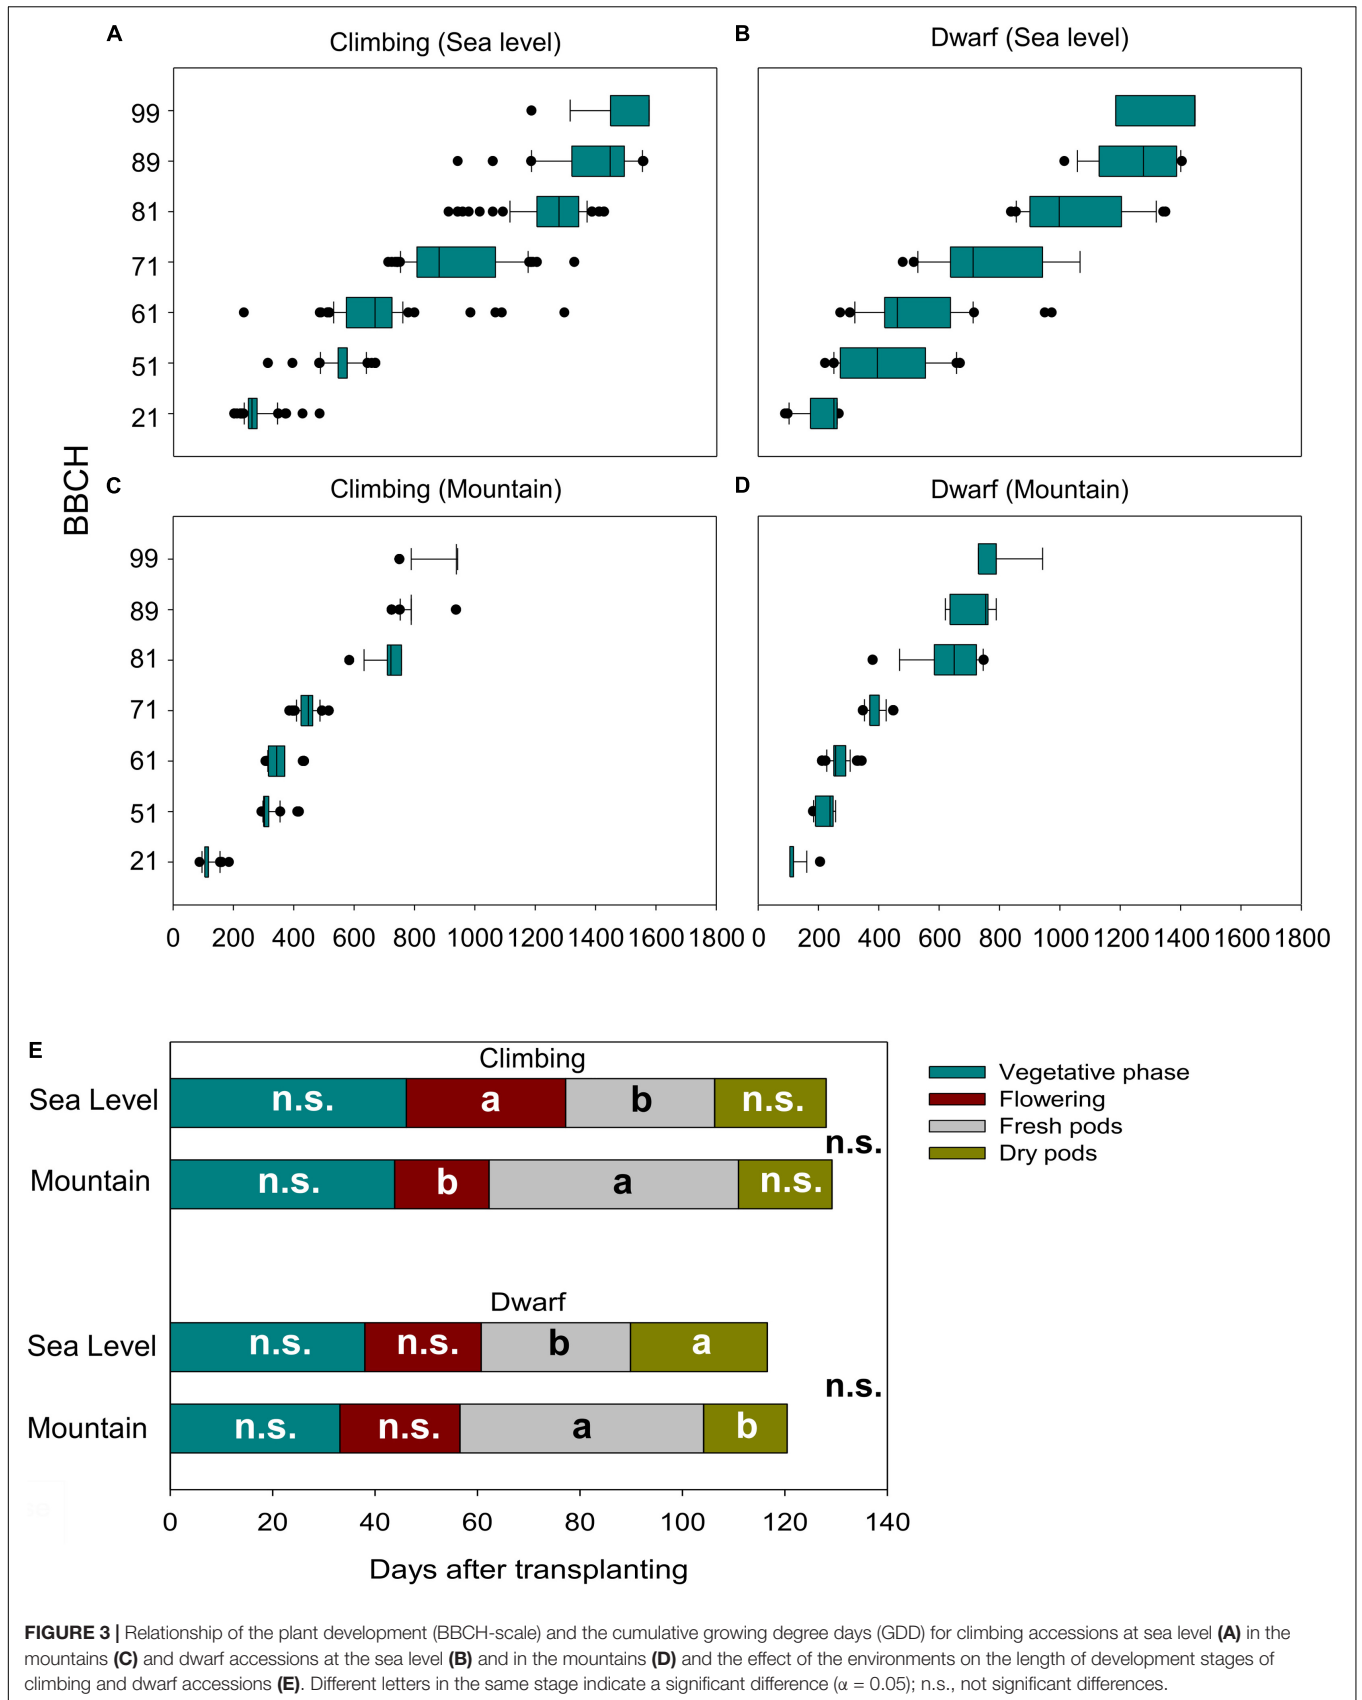 A
Climbing (Sea level)
B
Dwarf (Sea level)
99
89
81
71
61
51
21
BBCH
C
Climbing (Mountain)
D
Dwarf (Mountain)
99
89
81
71
61
51
21
0 200 400 600 800 1000 1200 1400 1600 1800
0 200 400 600 800 1000 1200 1400 1600 1800
E
Climbing
Sea Level n.s. a b n.s.
n.s.
Mountain n.s. b a n.s.
Dwarf
Sea Level n.s. n.s. b a
n.s.
Mountain n.s. n.s. a b
0 20 40 60 80 100 120 140
Days after transplanting
Vegetative phase
Flowering
Fresh pods
Dry pods
FIGURE 3 | Relationship of the plant development (BBCH-scale) and the cumulative growing degree days (GDD) for climbing accessions at sea level (A) in the
mountains (C) and dwarf accessions at the sea level (B) and in the mountains (D) and the effect of the environments on the length of development stages of
climbing and dwarf accessions (E). Different letters in the same stage indicate a significant difference (α = 0.05); n.s., not significant differences.